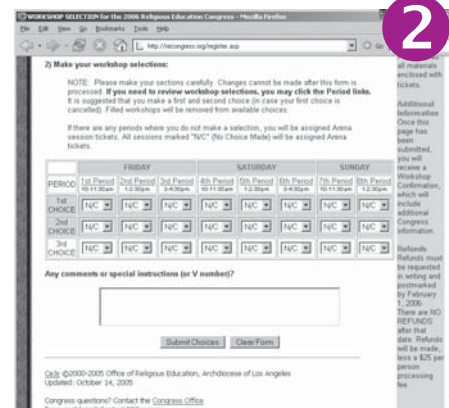 WORKSHOP SELECTION for the 2006 Religious Education Congress - Mozilla Firefox
File Edit View Go Bookmarks Tools Help
http://recongress.org/register.asp
Go
2
2) Make your workshop selections:
NOTE: Please make your sections carefully. Changes cannot be made after this form is
processed. If you need to review workshop selections, you may click the Period links.
It is suggested that you make a first and second choice (in case your first choice is
cancelled). Filled workshops will be removed from available choices.
If there are any periods where you do not make a selection, you will be assigned Arena
session tickets. All sessions marked "N/C" (No Choice Made) will be assigned Arena
tickets.
FRIDAY SATURDAY SUNDAY
PERIOD 1st Period 2nd Period 3rd Period 4th Period 5th Period 6th Period 7th Period 8th Period
10-11:30am 1-2:30pm 3-4:30pm 10-11:30am 1-2:30pm 3-4:30pm 10-11:30am 1-2:30pm
1st
CHOICE N/C N/C N/C N/C N/C N/C N/C N/C
2nd
CHOICE N/C N/C N/C N/C N/C N/C N/C N/C
3rd
CHOICE N/C N/C N/C N/C N/C N/C N/C N/C
Any comments or special instructions (or V number)?
Submit Choices Clear Form
©2000-2005 Office of Religious Education, Archdiocese of Los Angeles
Updated: October 14, 2005
Congress questions? Contact the Congress Office
all materials
enclosed with
tickets.
Additional
Information
Once this
page has
been
submitted,
you will
receive a
Workshop
Confirmation,
which will
include
additional
Congress
information.
Refunds
Refunds must
be requested
in writing and
postmarked
by February
1, 2006.
There are NO
REFUNDS
after that
date. Refunds
will be made,
less a $25 per
person
processing
fee.